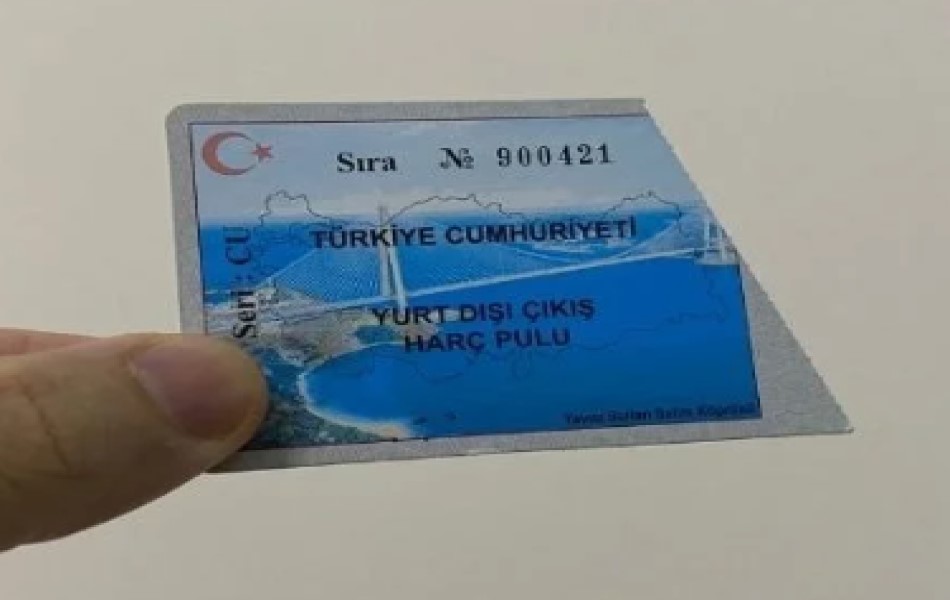 Sıra № 900421
Seri : CU
TÜRKİYE CUMHURİYETİ
YURT DIŞI ÇIKIŞ
HARÇ PULU
Yavuz Sultan Selim Köprüsü